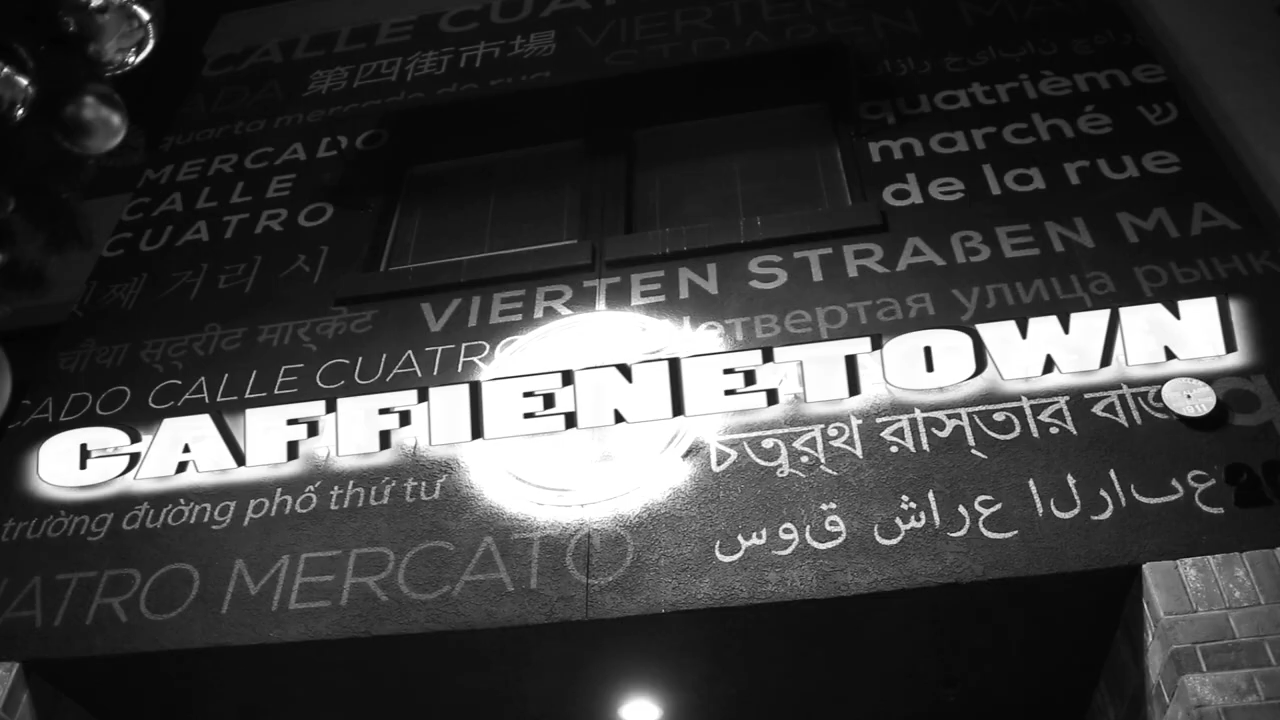 CALLE CUAT
VIERTEN
STRAßEN MA
第四街市場
mercado de rua
quarta merca
quatrième
marché ש
de la rue
MERCADO
CALLE
CUATRO
째 거리 시
VIERTEN STRAßEN MA
четвертая улица рынк
चौथा स्ट्रीट मार्केट
CADO CALLE CUATRO
CAFFIENETOWN
চতুর্থ রাস্তার
trường đường phố thứ tư
سوق شارع الرابع
UATRO MERCATO